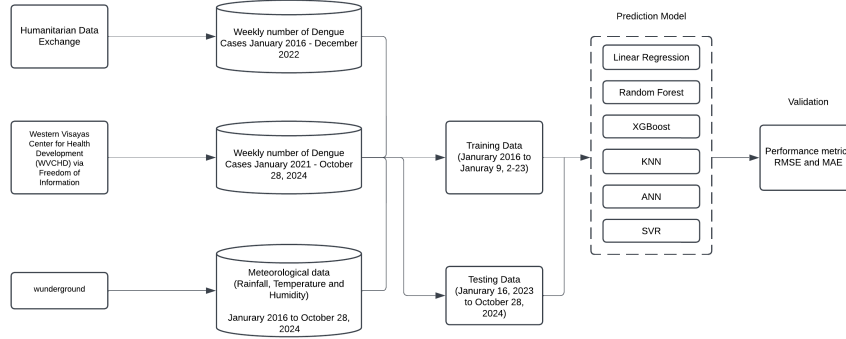 Humanitarian Data
Exchange
Weekly number of Dengue
Cases January 2016 - December
2022
Western Visayas
Center for Health
Development
(WVCHD) via
Freedom of
Information
Weekly number of Dengue
Cases January 2021 - October
28, 2024
wunderground
Meteorological data
(Rainfall, Temperature and
Humidity)
Janurary 2016 to October 28,
2024
Training Data
(Janurary 2016 to
Januray 9, 2-23)
Testing Data
(Janurary 16, 2023
to October 28,
2024)
Prediction Model
Linear Regression
Random Forest
XGBoost
KNN
ANN
SVR
Validation
Performance metric
RMSE and MAE